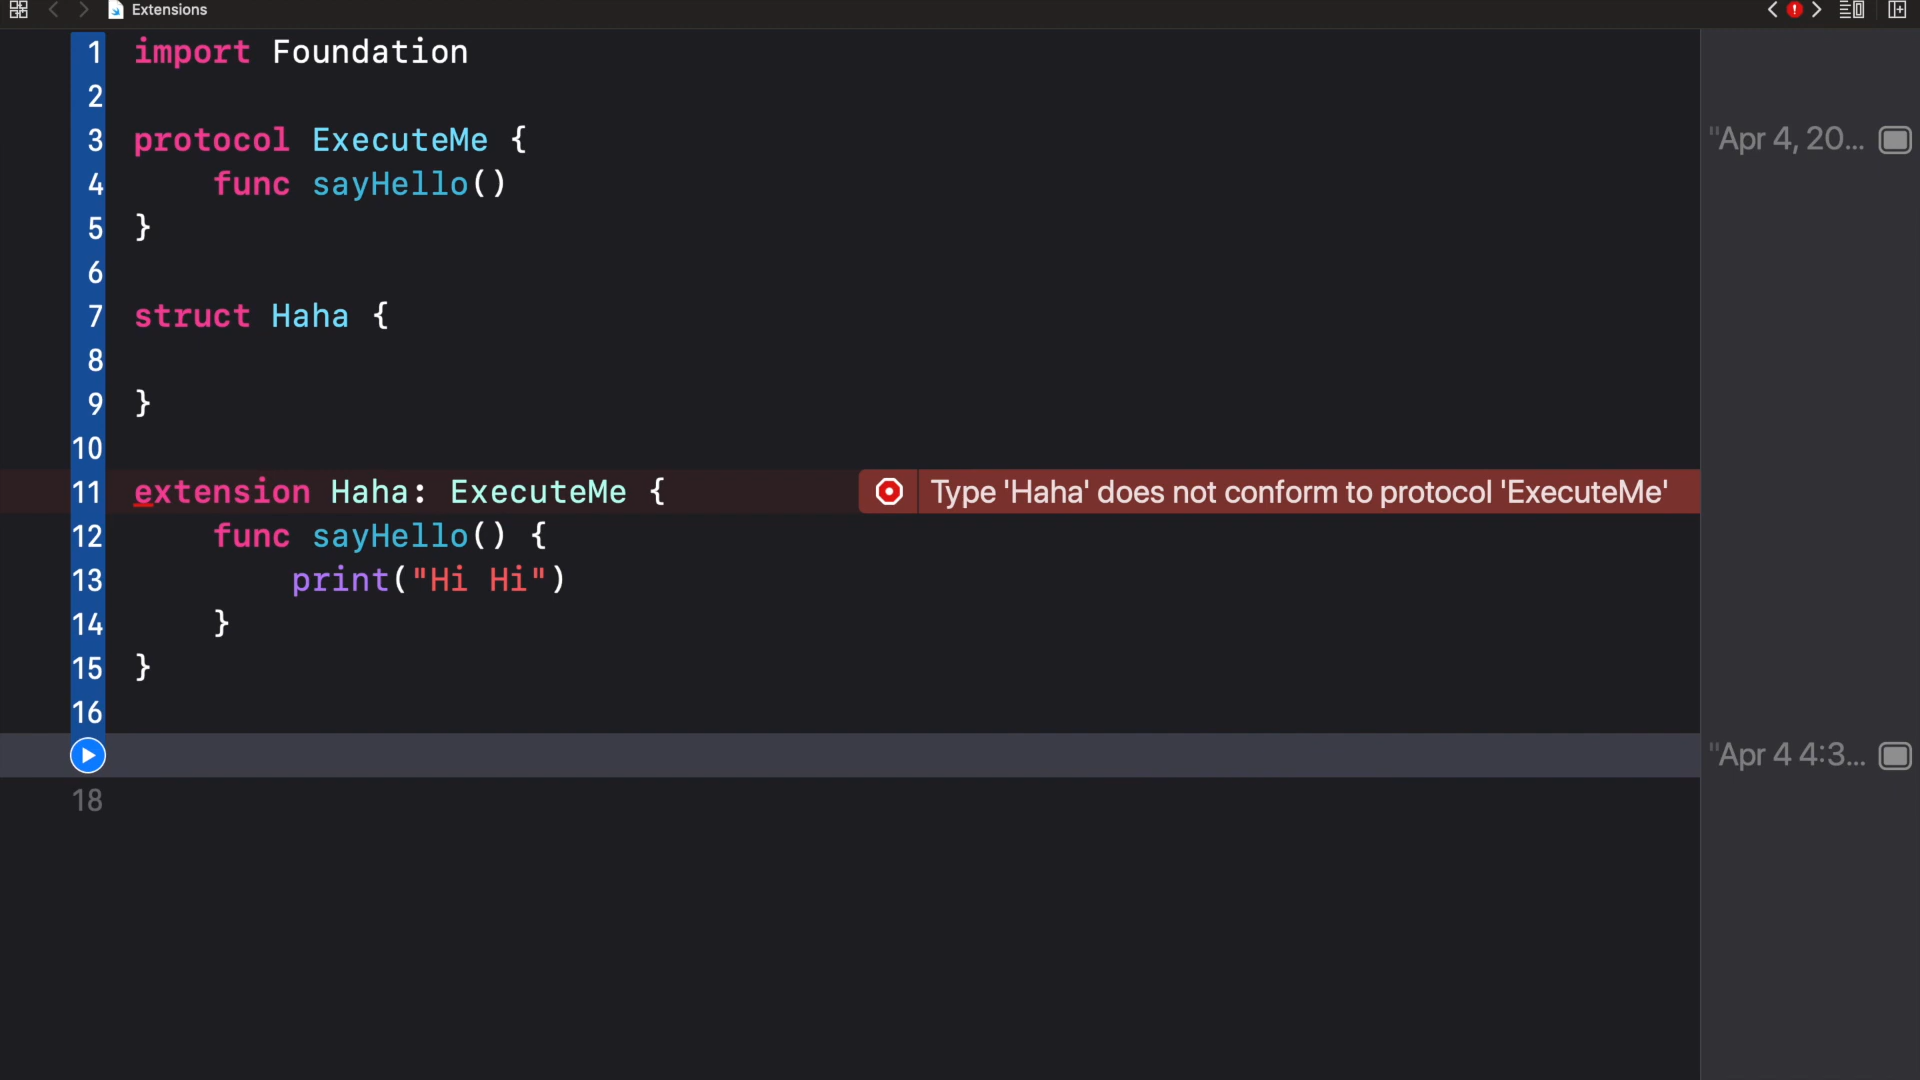 Extensions
1 import Foundation
2
3 protocol ExecuteMe {
"Apr 4, 20...
4 func sayHello()
5 }
6
7 struct Haha {
8
9 }
10
11 extension Haha: ExecuteMe {
Type 'Haha' does not conform to protocol 'ExecuteMe'
12 func sayHello() {
13 print("Hi Hi")
14 }
15 }
16
"Apr 4 4:3...
18